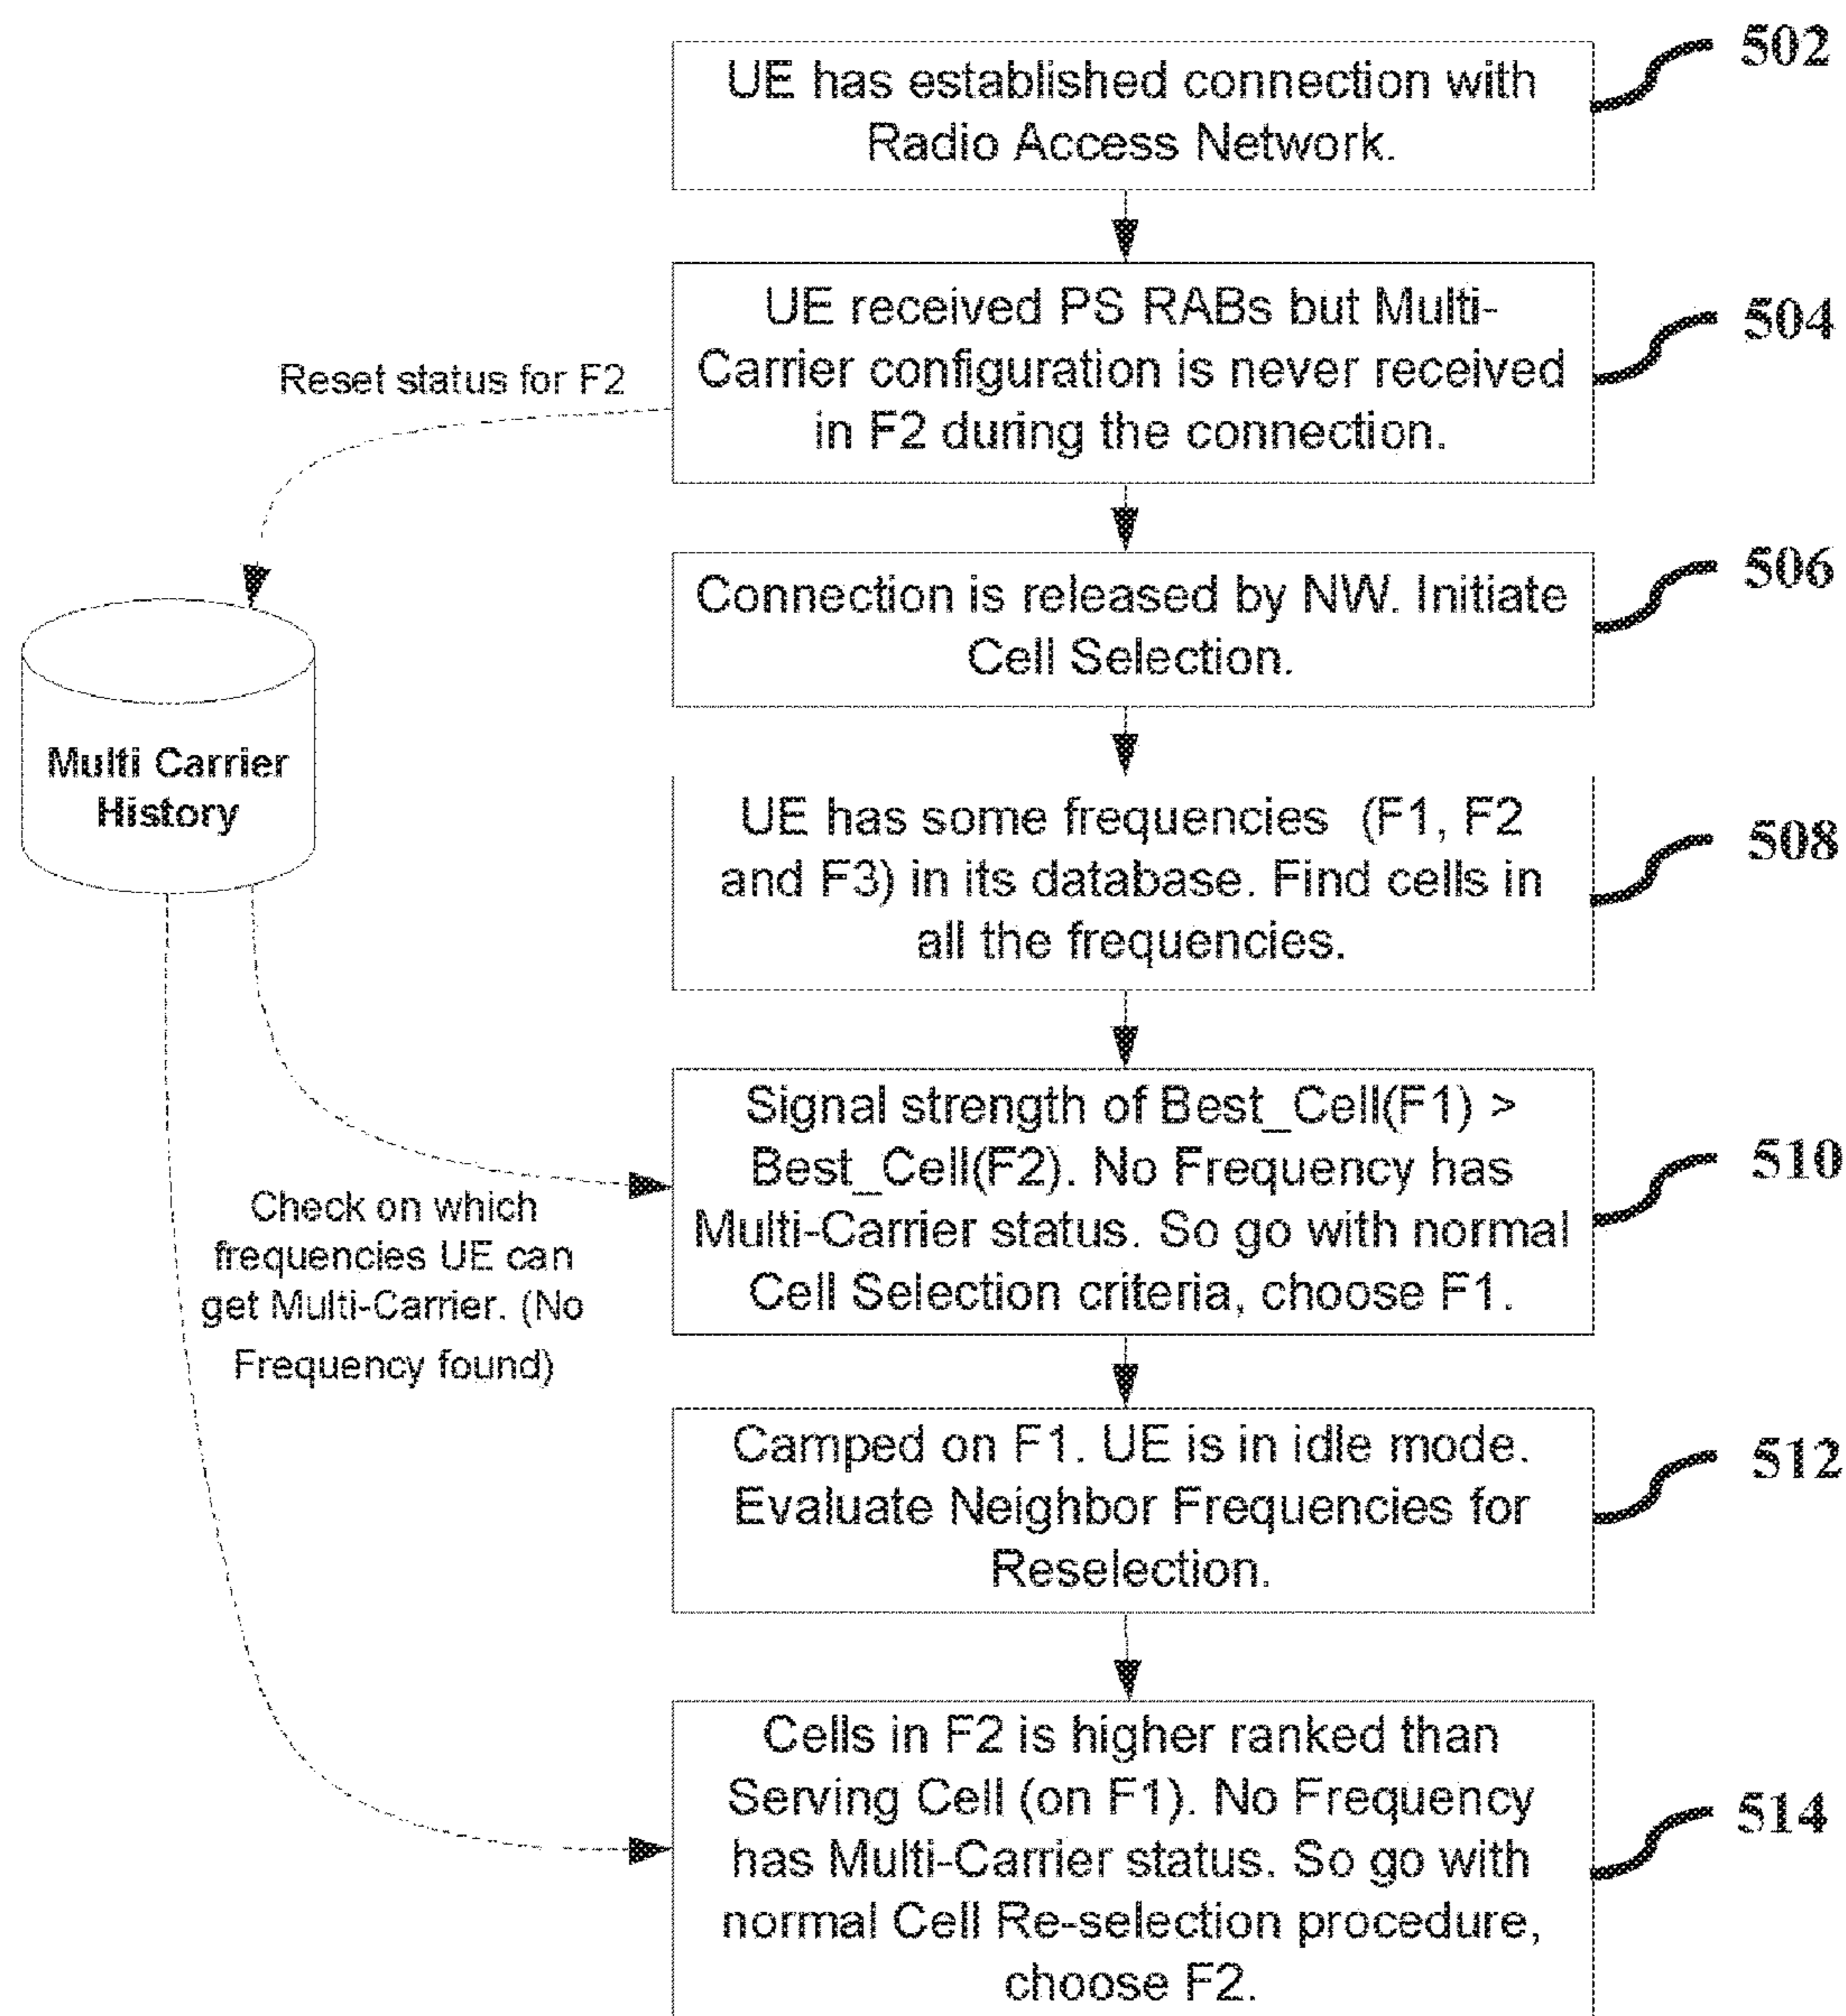 UE has established connection with
Radio Access Network.
502
UE received PS RABs but Multi-
Carrier configuration is never received
in F2 during the connection.
504
Reset status for F2
Connection is released by NW. Initiate
Cell Selection.
506
Multi Carrier
History
UE has some frequencies (F1, F2
and F3) in its database. Find cells in
all the frequencies.
508
Signal strength of Best_Cell(F1) >
Best_Cell(F2). No Frequency has
Multi-Carrier status. So go with normal
Cell Selection criteria, choose F1.
510
Check on which
frequencies UE can
get Multi-Carrier. (No
Frequency found)
Camped on F1. UE is in idle mode.
Evaluate Neighbor Frequencies for
Reselection.
512
Cells in F2 is higher ranked than
Serving Cell (on F1). No Frequency
has Multi-Carrier status. So go with
normal Cell Re-selection procedure,
choose F2.
514